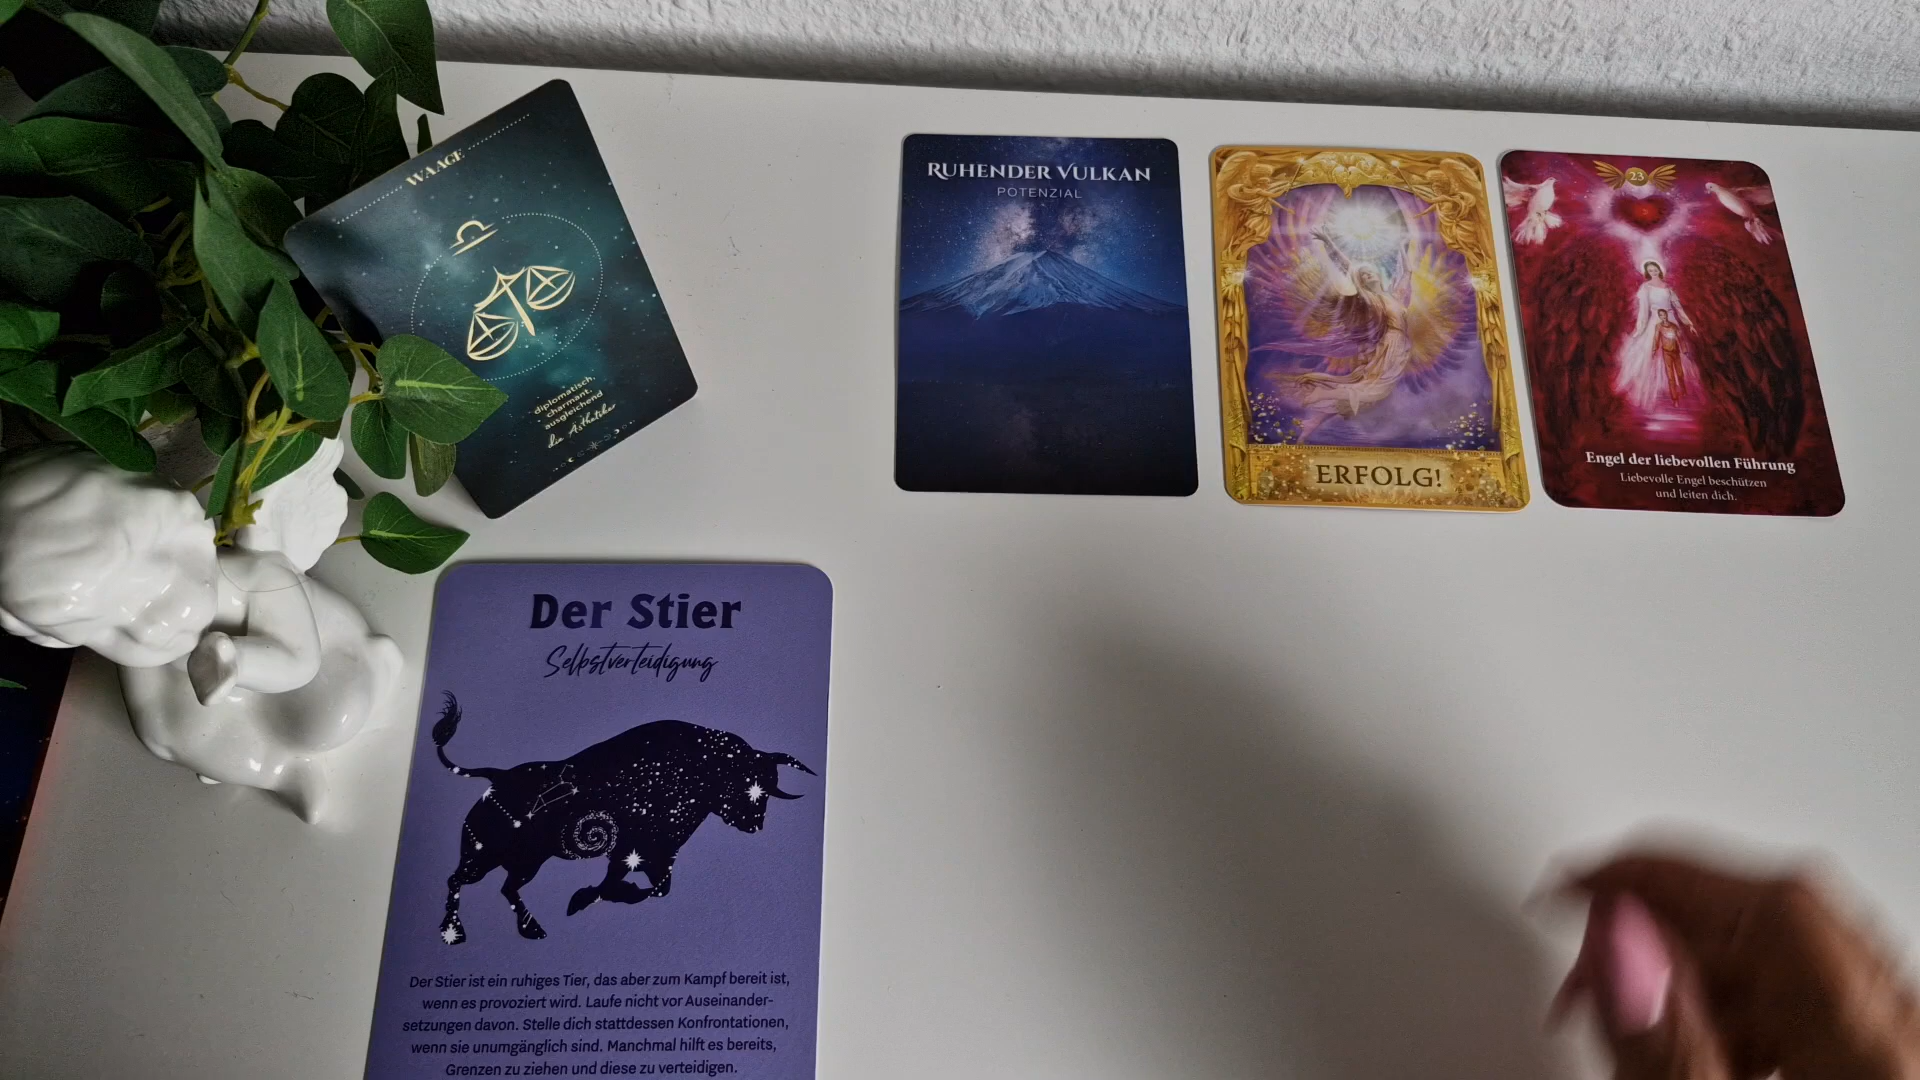 WAAGE
diplomatisch,
charmant,
ausgleichend
die Ästhetiker
RUHENDER VULKAN
POTENZIAL
ERFOLG!
23
Engel der liebevollen Führung
Liebevolle Engel beschützen
und leiten dich.
Der Stier
Selbstverteidigung
Der Stier ist ein ruhiges Tier, das aber zum Kampf bereit ist,
wenn es provoziert wird. Laufe nicht vor Auseinander-
setzungen davon. Stelle dich stattdessen Konfrontationen,
wenn sie unumgänglich sind. Manchmal hilft es bereits,
Grenzen zu ziehen und diese zu verteidigen.